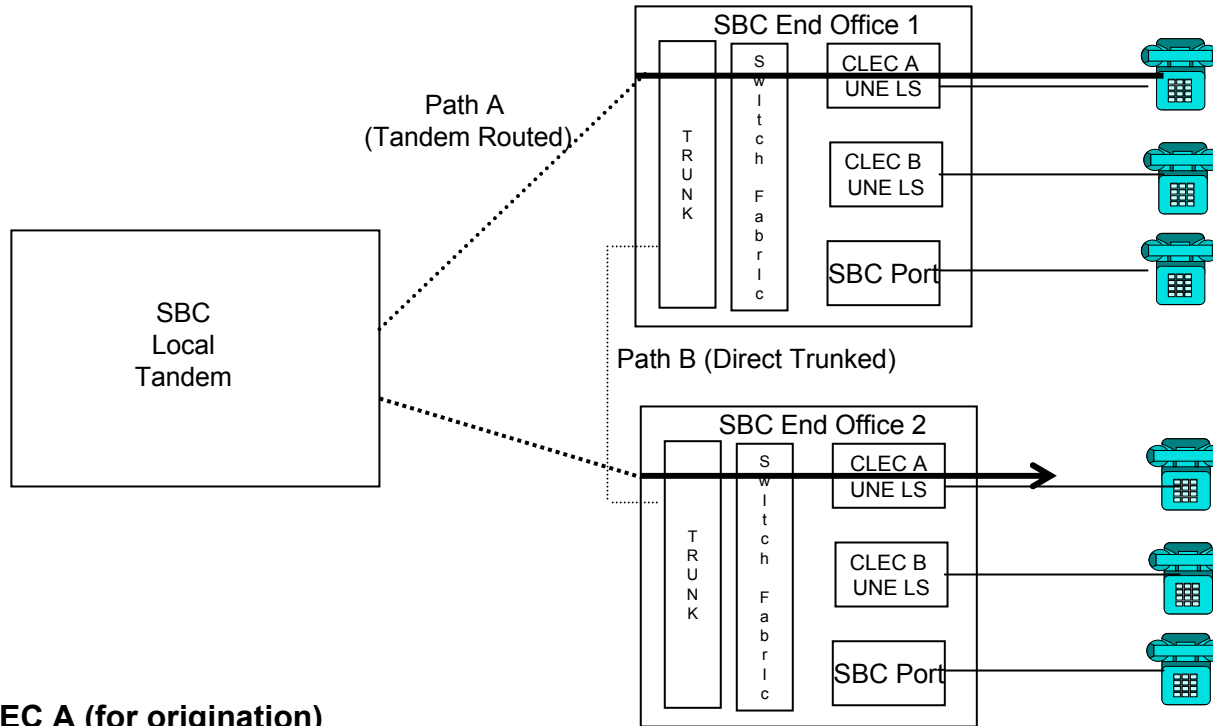 SBC End Office 1
T
R
U
N
K
S
w
I
t
c
h
F
a
b
r
I
c
CLEC A
UNE LS
CLEC B
UNE LS
SBC Port
Path A
(Tandem Routed)
SBC
Local
Tandem
Path B (Direct Trunked)
SBC End Office 2
T
R
U
N
K
S
w
I
t
c
h
F
a
b
r
I
c
CLEC A
UNE LS
CLEC B
UNE LS
SBC Port
EC A (for origination)